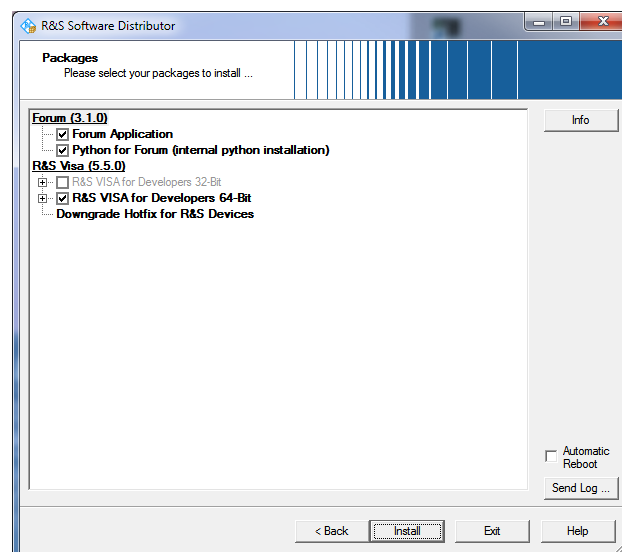 R&S Software Distributor
Packages
Please select your packages to install ...
Forum (3.1.0)
Forum Application
Python for Forum (internal python installation)
R&S Visa (5.5.0)
R&S VISA for Developers 32-Bit
R&S VISA for Developers 64-Bit
Downgrade Hotfix for R&S Devices
Info
Automatic
Reboot
Send Log ...
< Back
Install
Exit
Help